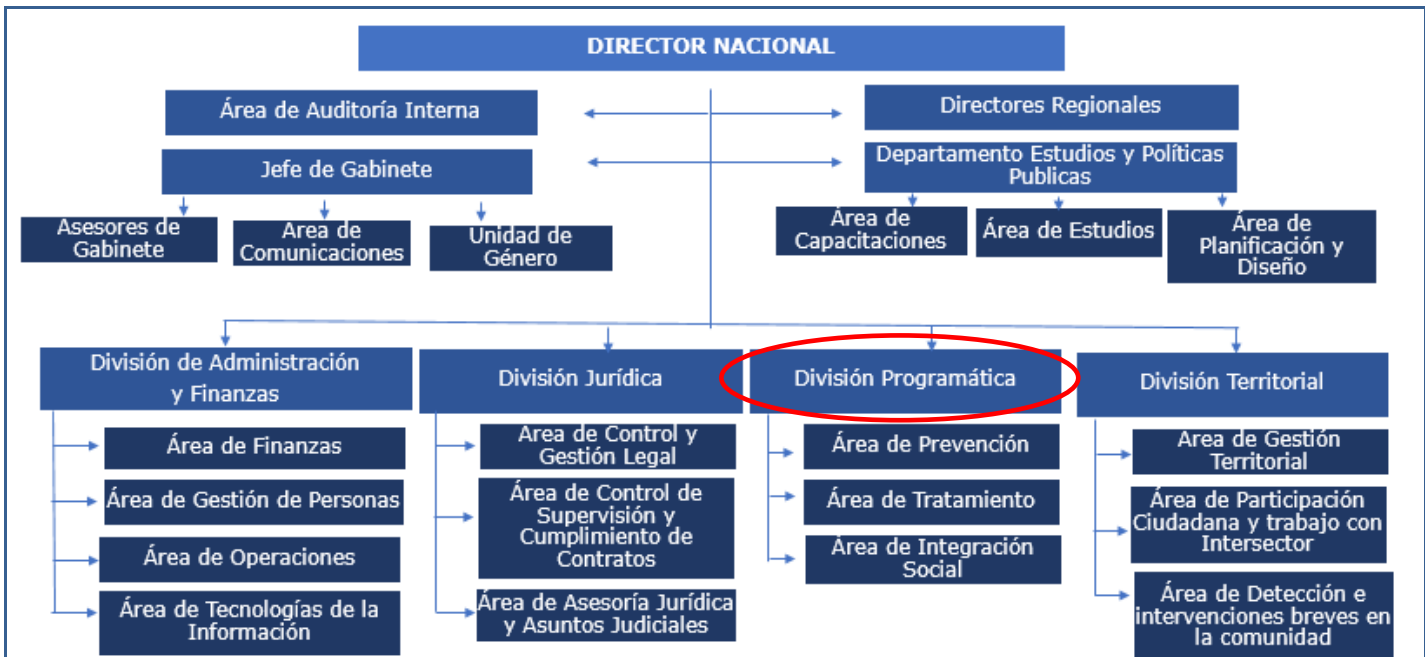 DIRECTOR NACIONAL
Área de Auditoría Interna
Directores Regionales
Jefe de Gabinete
Departamento Estudios y Políticas
Publicas
Asesores de
Gabinete
Area de
Comunicaciones
Unidad de
Género
Área de
Capacitaciones
Área de Estudios
Área de
Planificación y
Diseño
División de Administración
y Finanzas
Área de Finanzas
Área de Gestión de Personas
Área de Operaciones
Área de Tecnologías de la
Información
División Jurídica
Area de Control y
Gestión Legal
Área de Control de
Supervisión y
Cumplimiento de
Contratos
Área de Asesoría Jurídica
y Asuntos Judiciales
División Programática
Área de Prevención
Área de Tratamiento
Área de Integración
Social
División Territorial
Area de Gestión
Territorial
Área de Participación
Ciudadana y trabajo con
Intersector
Área de Detección e
intervenciones breves en
la comunidad